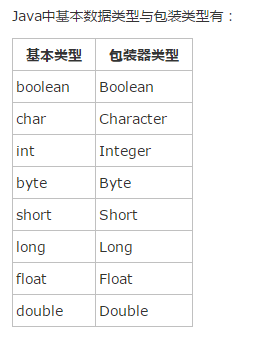 Java中基本数据类型与包装类型有：
基本类型 包装器类型
boolean Boolean
char Character
int Integer
byte Byte
short Short
long Long
float Float
double Double